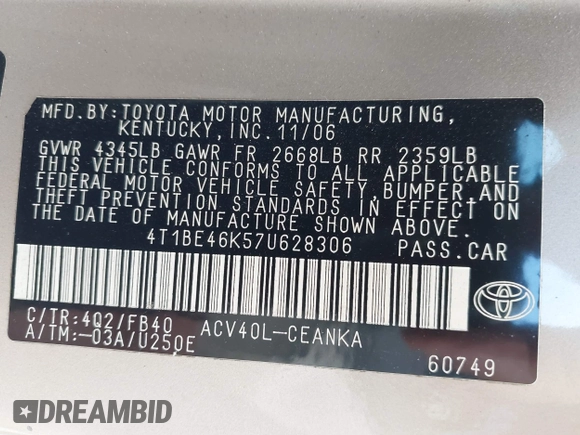 MFD.BY:TOYOTA MOTOR MANUFACTURING,
KENTUCKY,INC.11/06
GVWR 4345LB GAWR FR 2668LB RR 2359LB
THIS VEHICLE CONFORMS TO ALL APPLICABLE
FEDERAL MOTOR VEHICLE SAFETY,BUMPER,AND
THEFT PREVENTION STANDARDS IN EFFECT ON
THE DATE OF MANUFACTURE SHOWN ABOVE.
4T1BE46K57U628306 PASS.CAR
C/TR:4Q2/FB40 ACV40L-CEANKA
A/TM:-03A/U250E
60749
DREAMBID